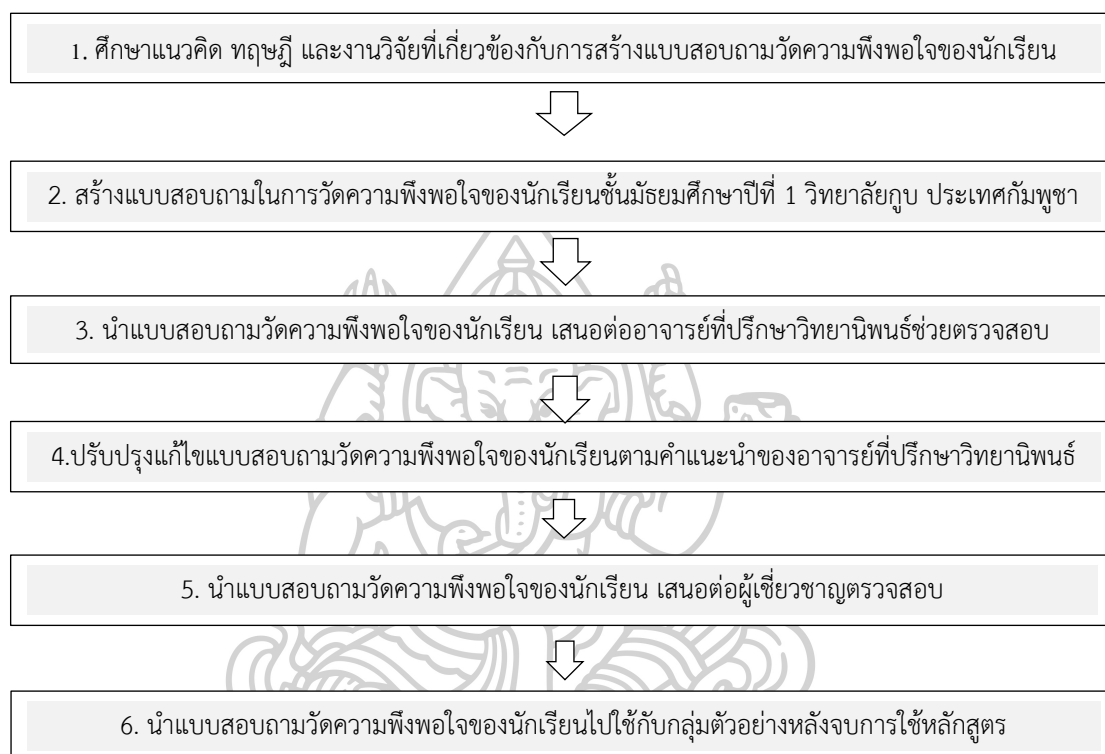 1. ศึกษาแนวคิด ทฤษฎี และงานวิจัยที่เกี่ยวข้องกับการสร้างแบบสอบถามวัดความพึงพอใจของนักเรียน
2. สร้างแบบสอบถามในการวัดความพึงพอใจของนักเรียนชั้นมัธยมศึกษาปีที่ 1 วิทยาลัยกูบ ประเทศกัมพูชา
3. นำแบบสอบถามวัดความพึงพอใจของนักเรียน เสนอต่ออาจารย์ที่ปรึกษาวิทยานิพนธ์ช่วยตรวจสอบ
4.ปรับปรุงแก้ไขแบบสอบถามวัดความพึงพอใจของนักเรียนตามคำแนะนำของอาจารย์ที่ปรึกษาวิทยานิพนธ์
5. นำแบบสอบถามวัดความพึงพอใจของนักเรียน เสนอต่อผู้เชี่ยวชาญตรวจสอบ
6. นำแบบสอบถามวัดความพึงพอใจของนักเรียนไปใช้กับกลุ่มตัวอย่างหลังจบการใช้หลักสูตร